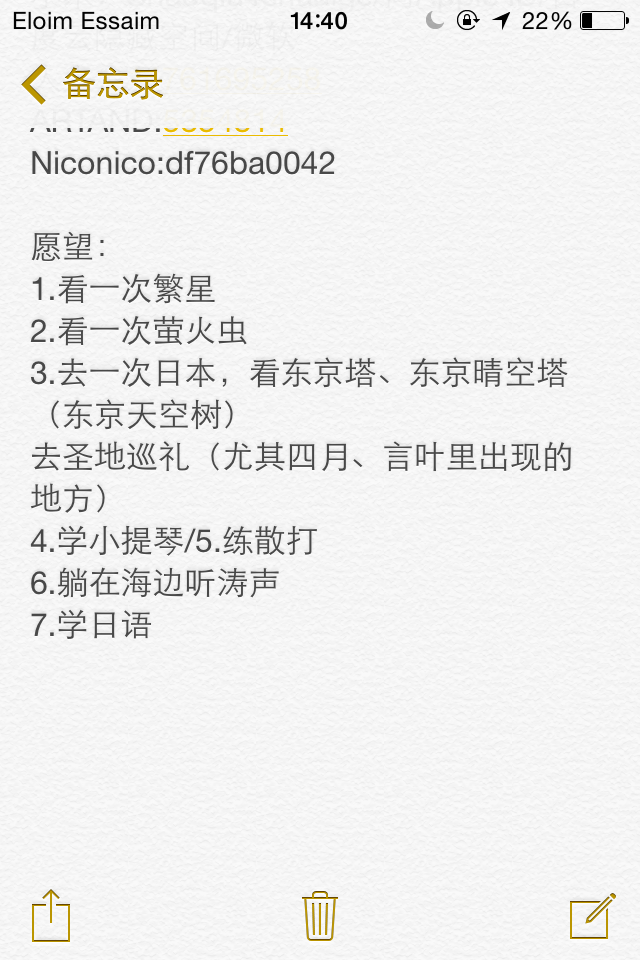 Eloim Essaim 14:40 22%
备忘录
Niconico:df76ba0042
愿望：
1.看一次繁星
2.看一次萤火虫
3.去一次日本，看东京塔、东京晴空塔
（东京天空树）
去圣地巡礼（尤其四月、言叶里出现的
地方）
4.学小提琴/5.练散打
6.躺在海边听涛声
7.学日语